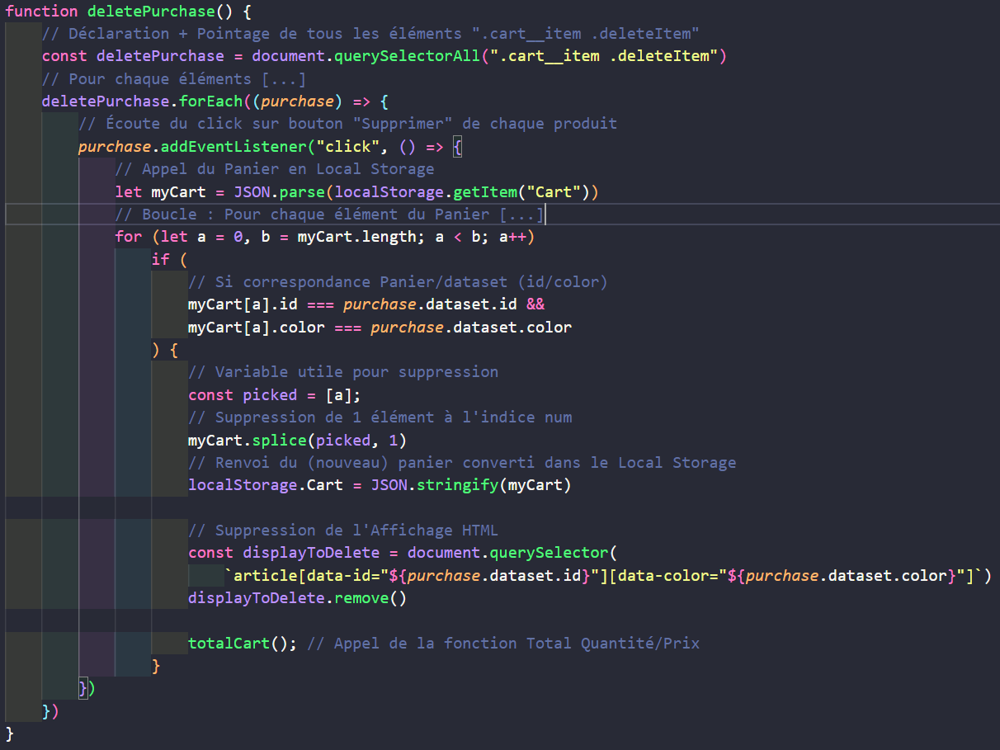 function deletePurchase() {
// Déclaration + Pointage de tous les éléments ".cart__item .deleteItem"
const deletePurchase = document.querySelectorAll(".cart__item .deleteItem")
// Pour chaque éléments [...]
deletePurchase.forEach((purchase) => {
// Écoute du click sur bouton "Supprimer" de chaque produit
purchase.addEventListener("click", () => {
// Appel du Panier en Local Storage
let myCart = JSON.parse(localStorage.getItem("Cart"))
// Boucle : Pour chaque élément du Panier [...]
for (let a = 0, b = myCart.length; a < b; a++)
if (
// Si correspondance Panier/dataset (id/color)
myCart[a].id === purchase.dataset.id &&
myCart[a].color === purchase.dataset.color
) {
// Variable utile pour suppression
const picked = [a];
// Suppression de 1 élément à l'indice num
myCart.splice(picked, 1)
// Renvoi du (nouveau) panier converti dans le Local Storage
localStorage.Cart = JSON.stringify(myCart)
// Suppression de l'Affichage HTML
const displayToDelete = document.querySelector(
`article[data-id="${purchase.dataset.id}"][data-color="${purchase.dataset.color}"]`)
displayToDelete.remove()
totalCart(); // Appel de la fonction Total Quantité/Prix
}
})
})
}